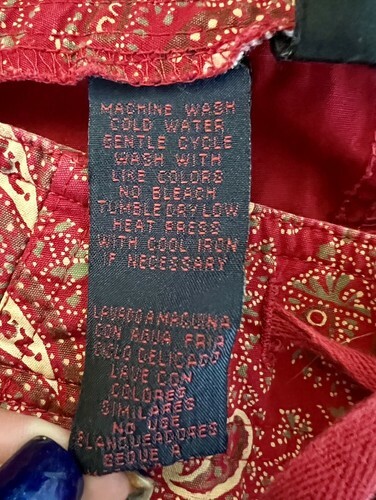 MACHINE WASH
COLD WATER
GENTLE CYCLE
WASH WITH
LIKE COLORS
NO BLEACH
TUMBLE DRY LOW
HEAT PRESS
WITH COOL IRON
IF NECESSARY
LAVADO A MAQUINA
CON AGUA FRIA
CICLO DELICADO
LAVE CON
COLORES
SIMILARES
NO USE
BLANQUEADORES
SEQUE A